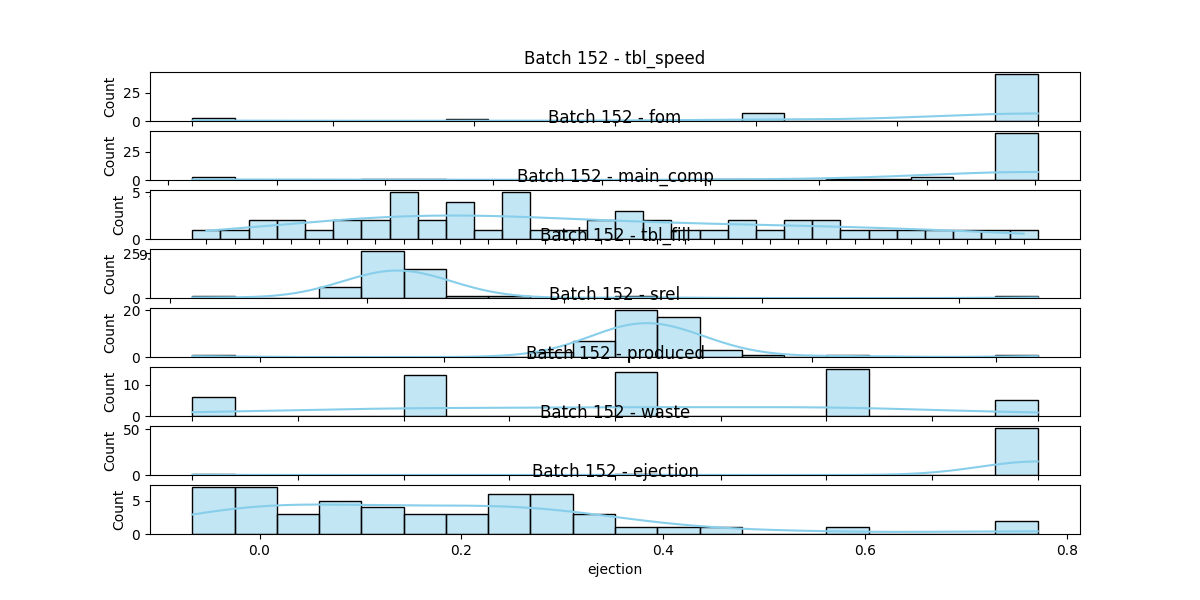 Batch 152 - tbl_speed
Count
25
0
Batch 152 - fom
Count
25
0
Batch 152 - main_comp
Count
5
0
Batch 152 - tbl_fill
Count
259
0
Batch 152 - srel
Count
20
0
Batch 152 - produced
Count
10
0
Batch 152 - waste
Count
50
0
Batch 152 - ejection
Count
5
0
0.0 0.2 0.4 0.6 0.8
ejection